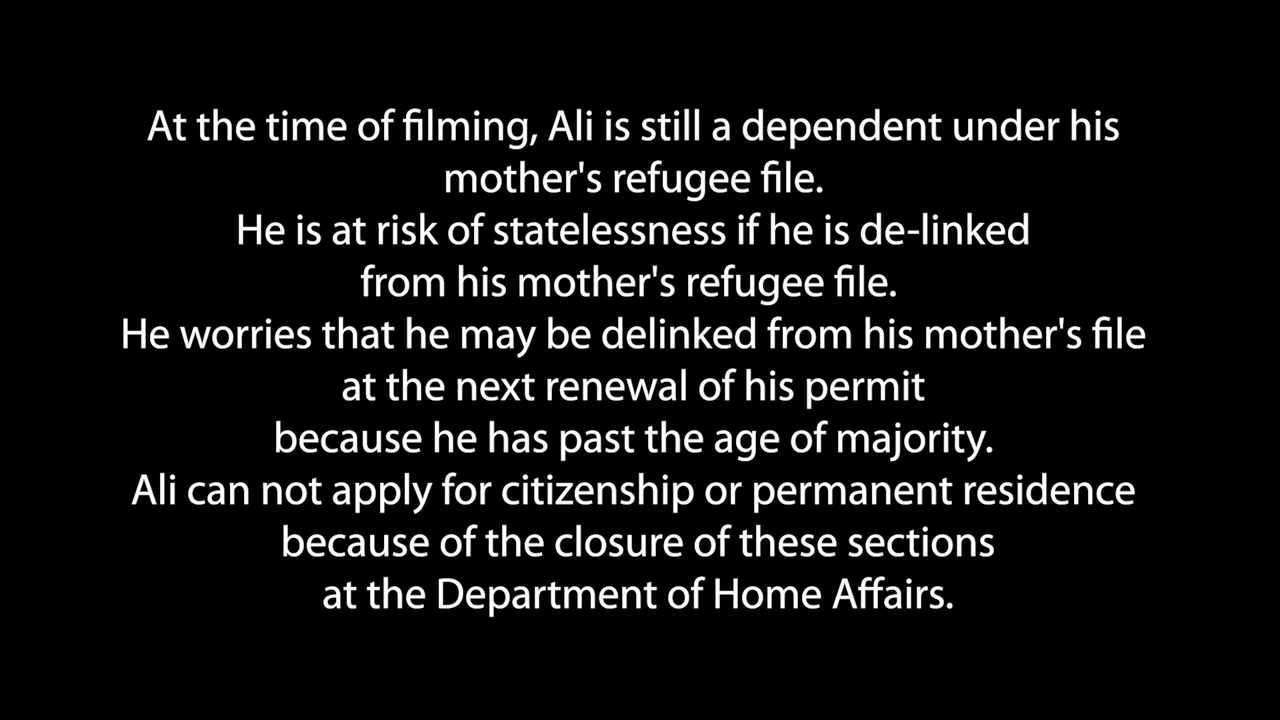 At the time of filming, Ali is still a dependent under his
mother's refugee file.
He is at risk of statelessness if he is de-linked
from his mother's refugee file.
He worries that he may be delinked from his mother's file
at the next renewal of his permit
because he has past the age of majority.
Ali can not apply for citizenship or permanent residence
because of the closure of these sections
at the Department of Home Affairs.